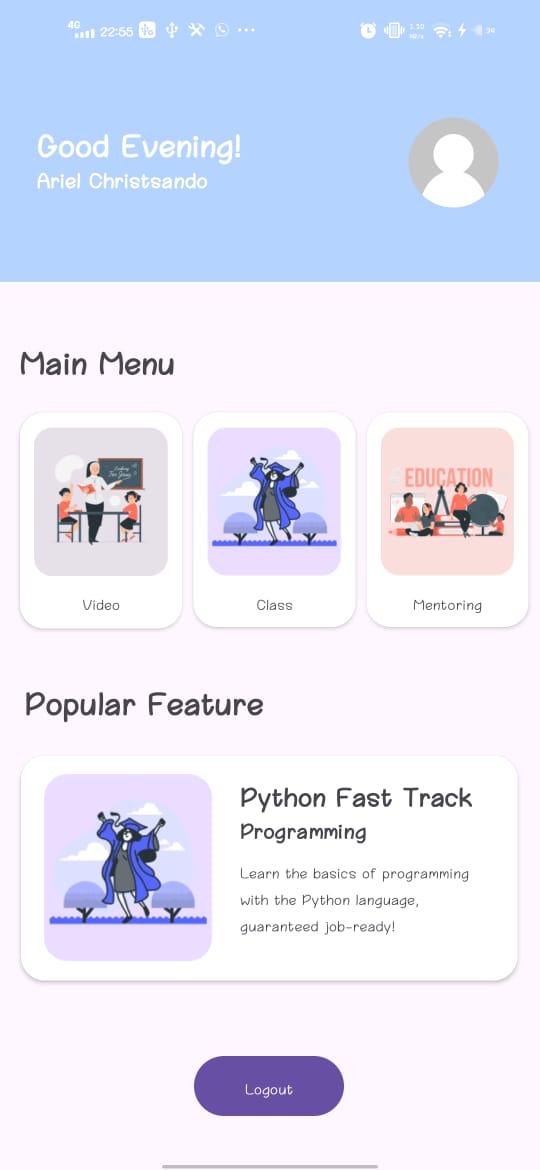 4G 22:55
Good Evening!
Ariel Christsando
Main Menu
EDUCATION
Video
Class
Mentoring
Popular Feature
Python Fast Track
Programming
Learn the basics of programming
with the Python language,
guaranteed job-ready!
Logout